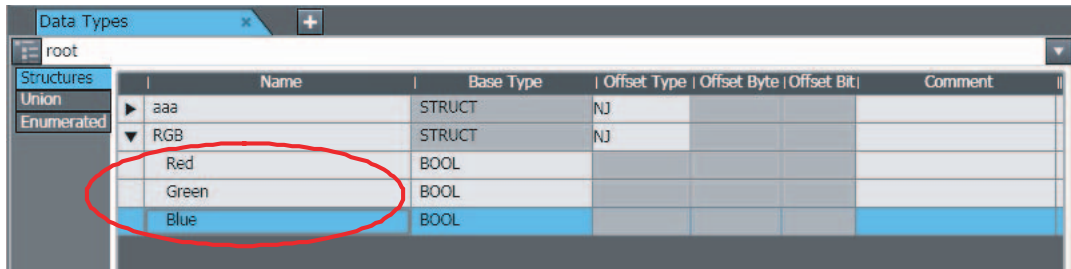 Data Types
root
Structures
Union
Enumerated
Name Base Type Offset Type Offset Byte Offset Bit Comment
aaa STRUCT NJ
RGB STRUCT NJ
Red BOOL
Green BOOL
Blue BOOL